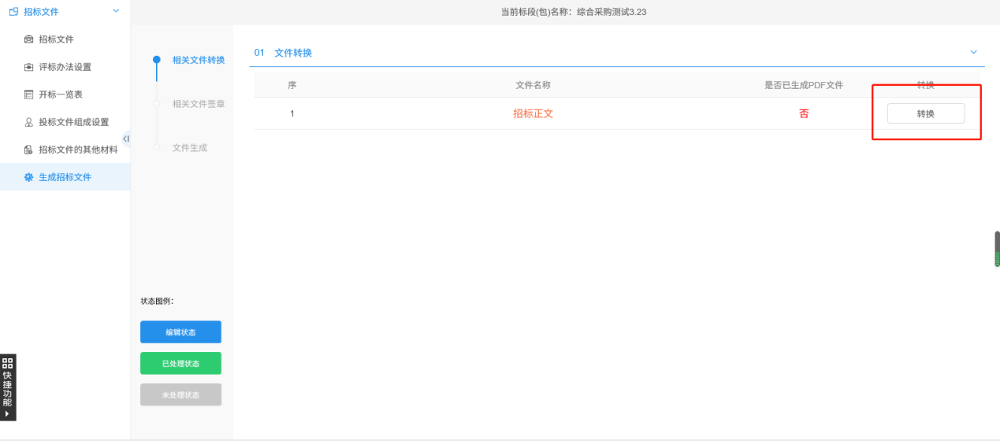 招标文件
当前标段(包)名称：综合采购测试3.23
招标文件
评标办法设置
开标一览表
投标文件组成设置
招标文件的其他材料
生成招标文件
相关文件转换
相关文件签章
文件生成
01 文件转换
序 文件名称 是否已生成PDF文件 转换
1 招标正文 否 转换
状态图例：
编辑状态
已处理状态
未处理状态
快捷功能